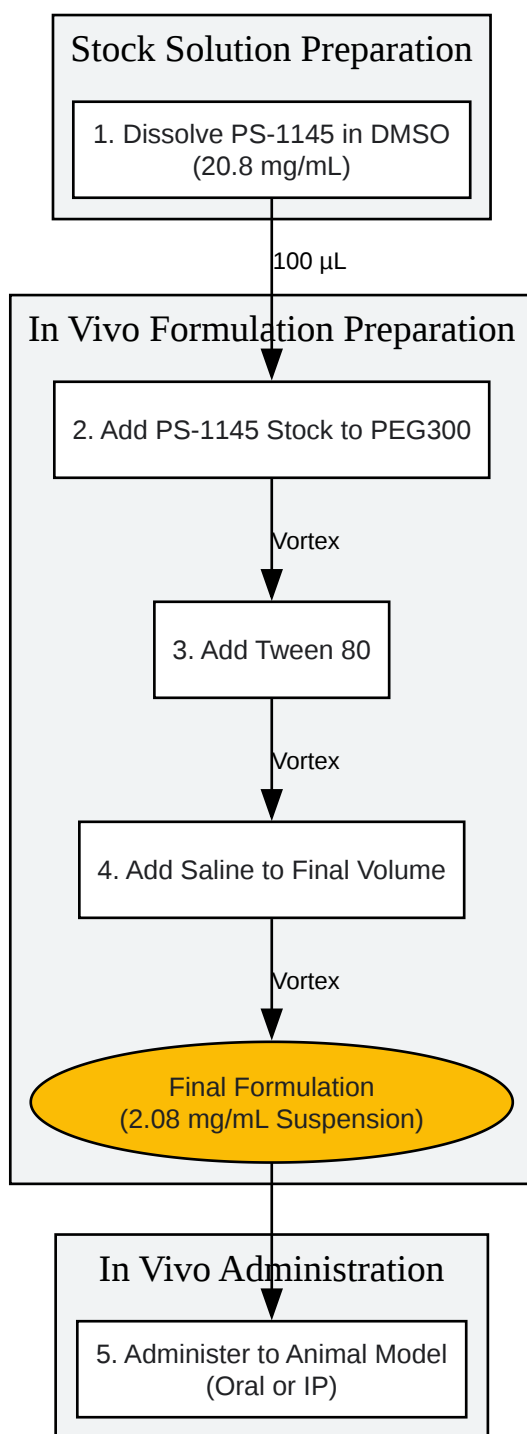 Stock Solution Preparation
1. Dissolve PS-1145 in DMSO
(20.8 mg/mL)
100 µL
In Vivo Formulation Preparation
2. Add PS-1145 Stock to PEG300
Vortex
3. Add Tween 80
Vortex
4. Add Saline to Final Volume
Vortex
Final Formulation
(2.08 mg/mL Suspension)
In Vivo Administration
5. Administer to Animal Model
(Oral or IP)